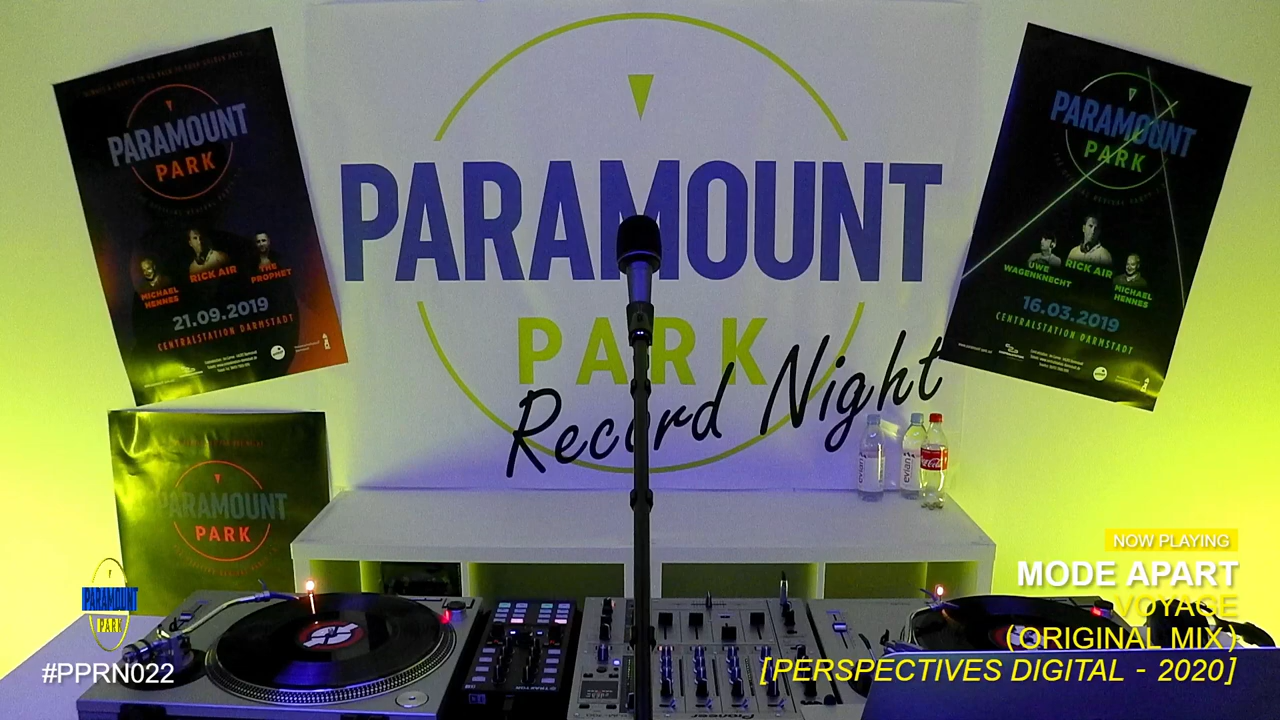 PARAMOUNT
PARK
MICHAEL
HENNES
RICK AIR
THE
PROPHET
21.09.2019
CENTRALSTATION DARMSTADT
PARAMOUNT
PARK
Record Night
PARAMOUNT
PARK
UWE
WAGENKNECHT
RICK AIR
MICHAEL
HENNES
16.03.2019
CENTRALSTATION DARMSTADT
evian
evian
Coca-Cola
PARAMOUNT
PARK
PARAMOUNT
PARK
#PPRN022
NOW PLAYING
MODE APART
VOYAGE
(ORIGINAL MIX)
[PERSPECTIVES DIGITAL - 2020]
TRAKTOR
Pioneer